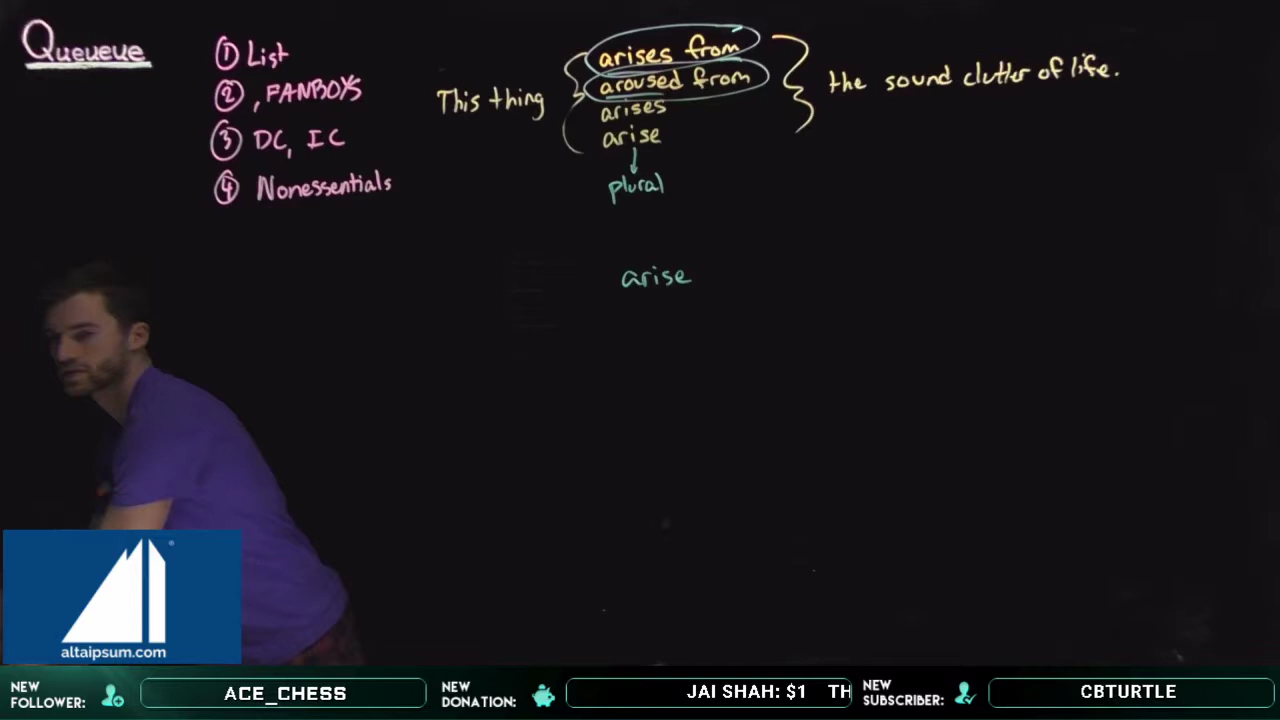 Queueue
① List
② , FANBOYS
③ DC, IC
④ Nonessentials
This thing
arises from
aroused from
arises
arise
plural
the sound clutter of life.
arise
altaipsum.com
NEW FOLLOWER:
ACE_CHESS
NEW DONATION:
JAI SHAH: $1 TH
NEW SUBSCRIBER:
CBTURTLE